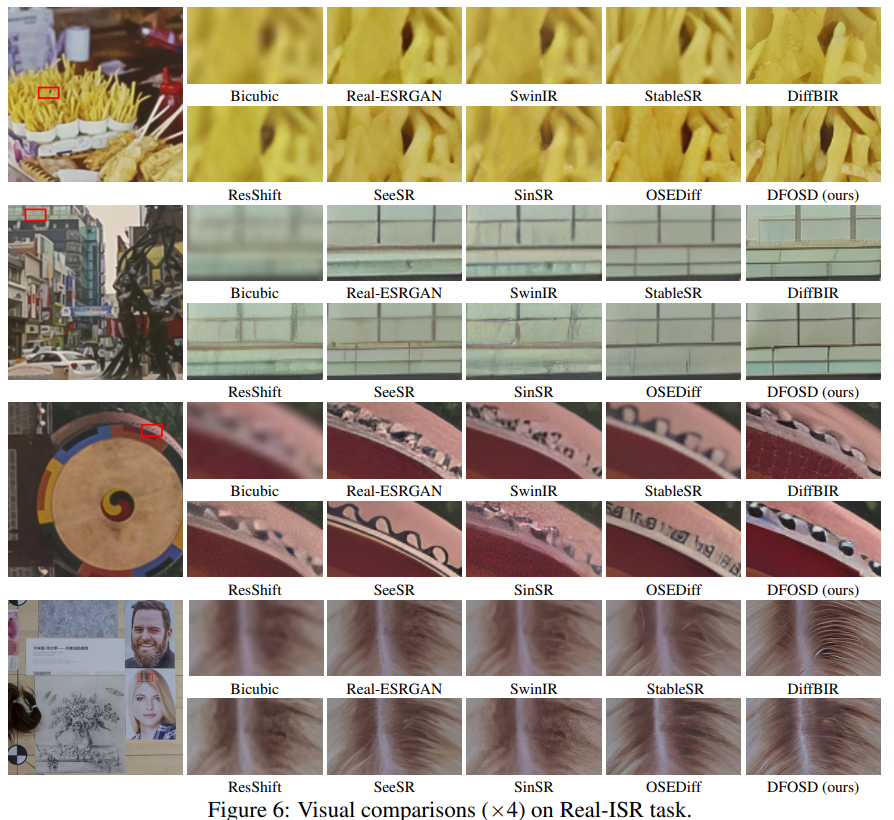 Bicubic Real-ESRGAN SwinIR StableSR DiffBIR
ResShift SeeSR SinSR OSEDiff DFOSD (ours)
Bicubic Real-ESRGAN SwinIR StableSR DiffBIR
ResShift SeeSR SinSR OSEDiff DFOSD (ours)
Bicubic Real-ESRGAN SwinIR StableSR DiffBIR
ResShift SeeSR SinSR OSEDiff DFOSD (ours)
Bicubic Real-ESRGAN SwinIR StableSR DiffBIR
ResShift SeeSR SinSR OSEDiff DFOSD (ours)
Figure 6: Visual comparisons (×4) on Real-ISR task.